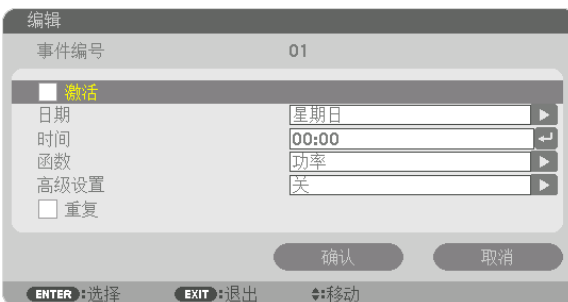 编辑
事件编号 01
激活
日期 星期日
时间 00:00
函数 功率
高级设置 关
重复
确认 取消
ENTER:选择 EXIT:退出 :移动